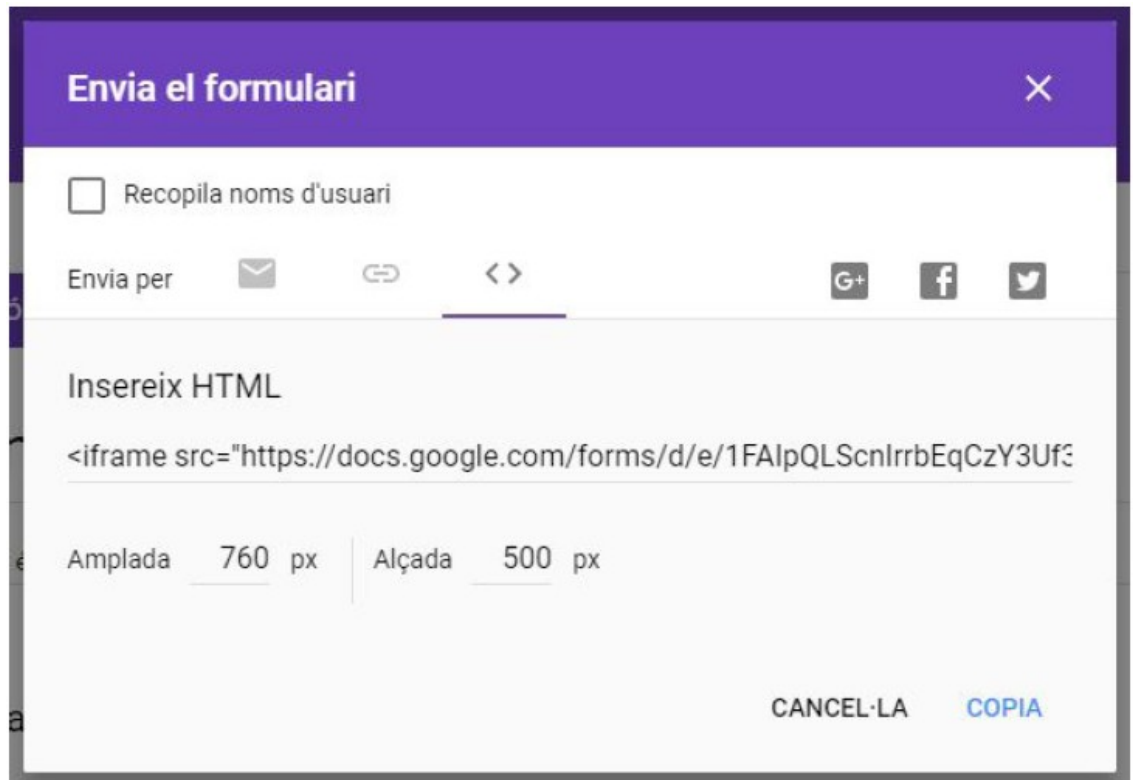 Envia el formulari
Recopila noms d'usuari
Envia per
G+
Insereix HTML
<iframe src="https://docs.google.com/forms/d/e/1FAIpQLScnIrrbEqCzY3Uf3
Amplada 760 px Alçada 500 px
CANCEL·LA COPIA